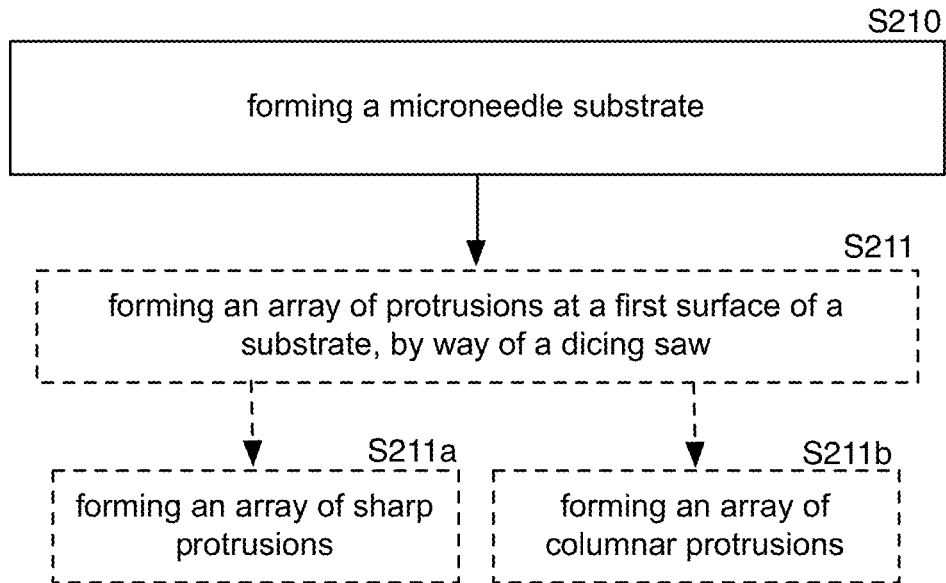 S210
forming a microneedle substrate
S211
forming an array of protrusions at a first surface of a
substrate, by way of a dicing saw
S211a
forming an array of sharp
protrusions
S211b
forming an array of
columnar protrusions